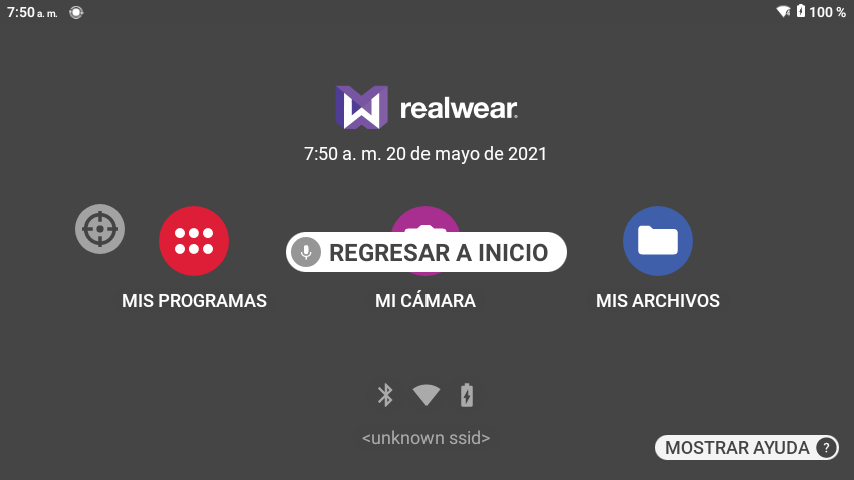 7:50 a. m.
100 %
realwear
7:50 a. m. 20 de mayo de 2021
REGRESAR A INICIO
MIS PROGRAMAS
MI CÁMARA
MIS ARCHIVOS
<unknown ssid>
MOSTRAR AYUDA ?